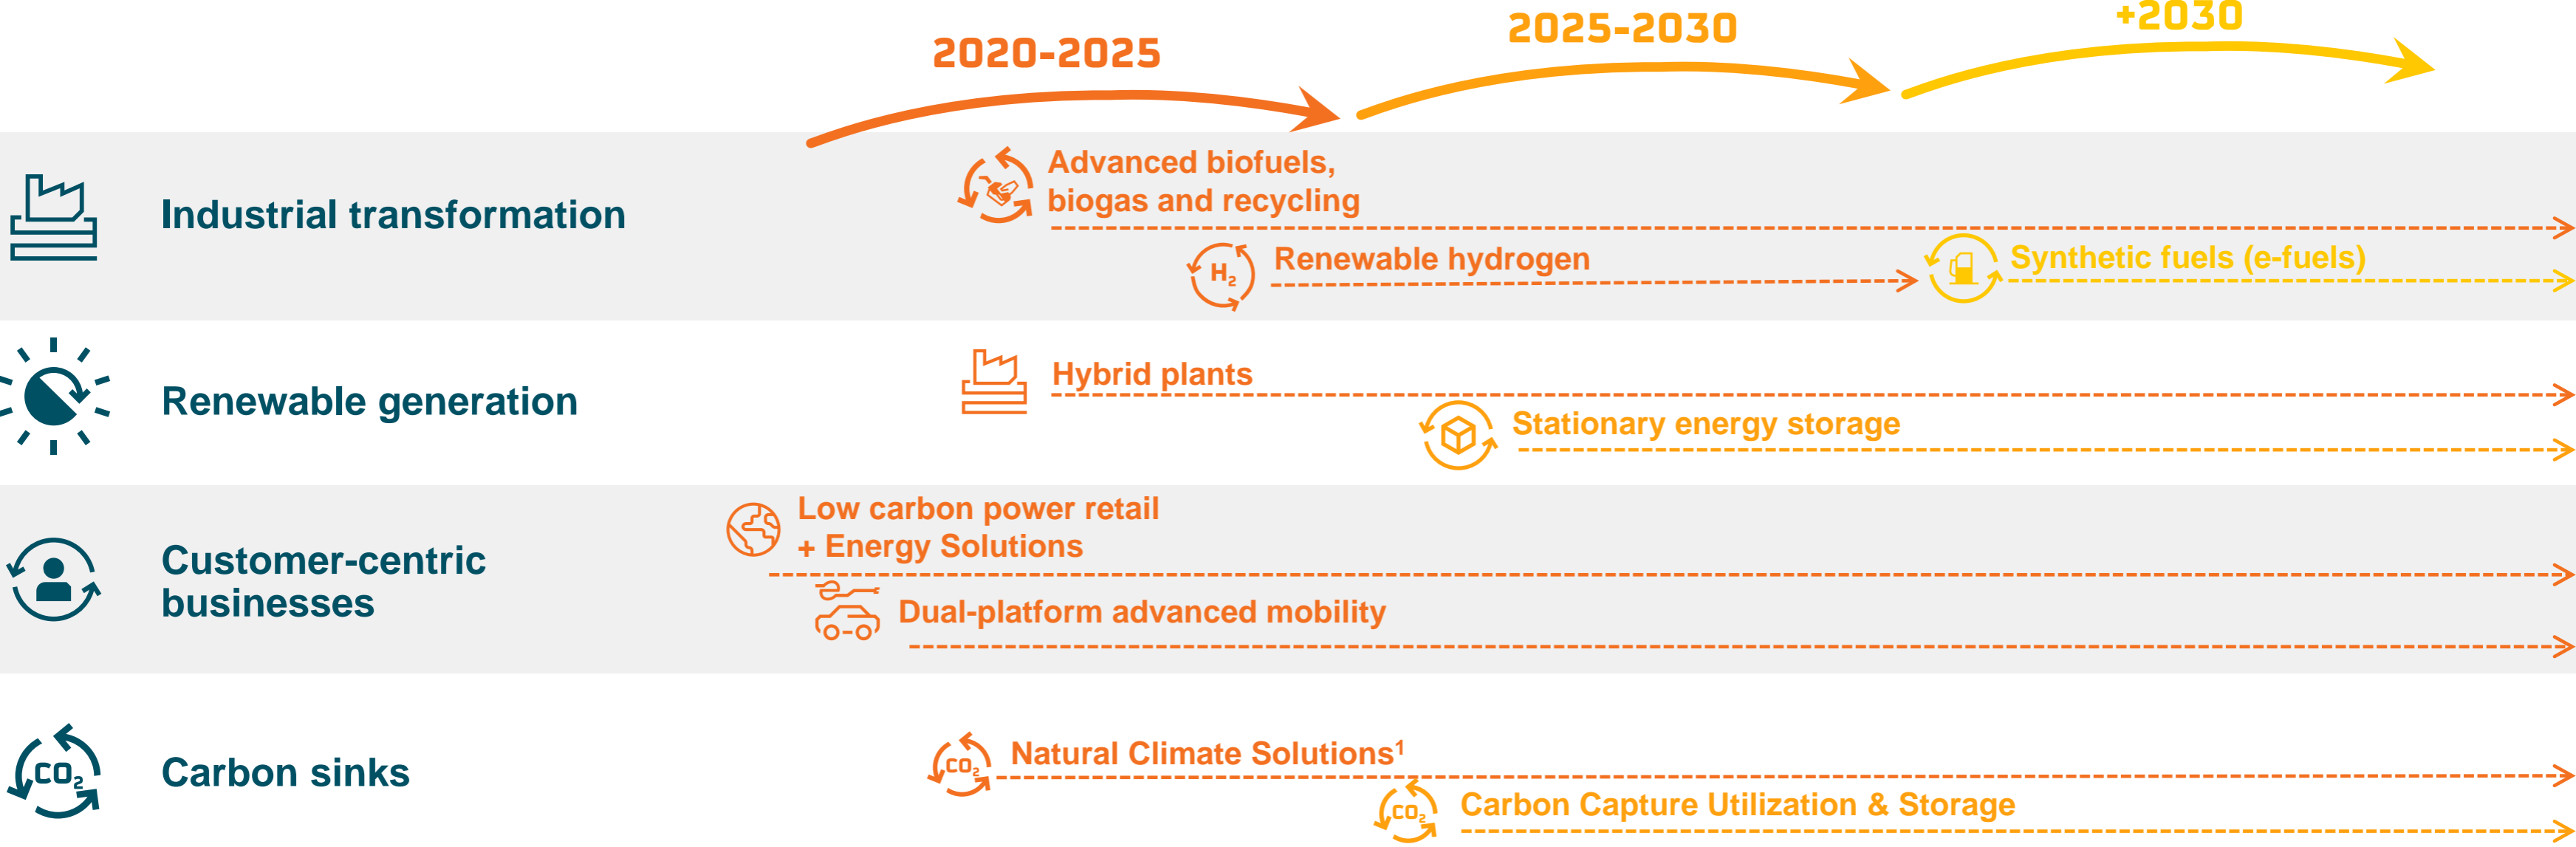 2020-2025
2025-2030
+2030
Industrial transformation
Advanced biofuels,
biogas and recycling
H₂
Renewable hydrogen
Synthetic fuels (e-fuels)
Renewable generation
Hybrid plants
Stationary energy storage
Customer-centric
businesses
Low carbon power retail
+ Energy Solutions
Dual-platform advanced mobility
CO₂
Carbon sinks
CO₂
Natural Climate Solutions¹
CO₂
Carbon Capture Utilization & Storage